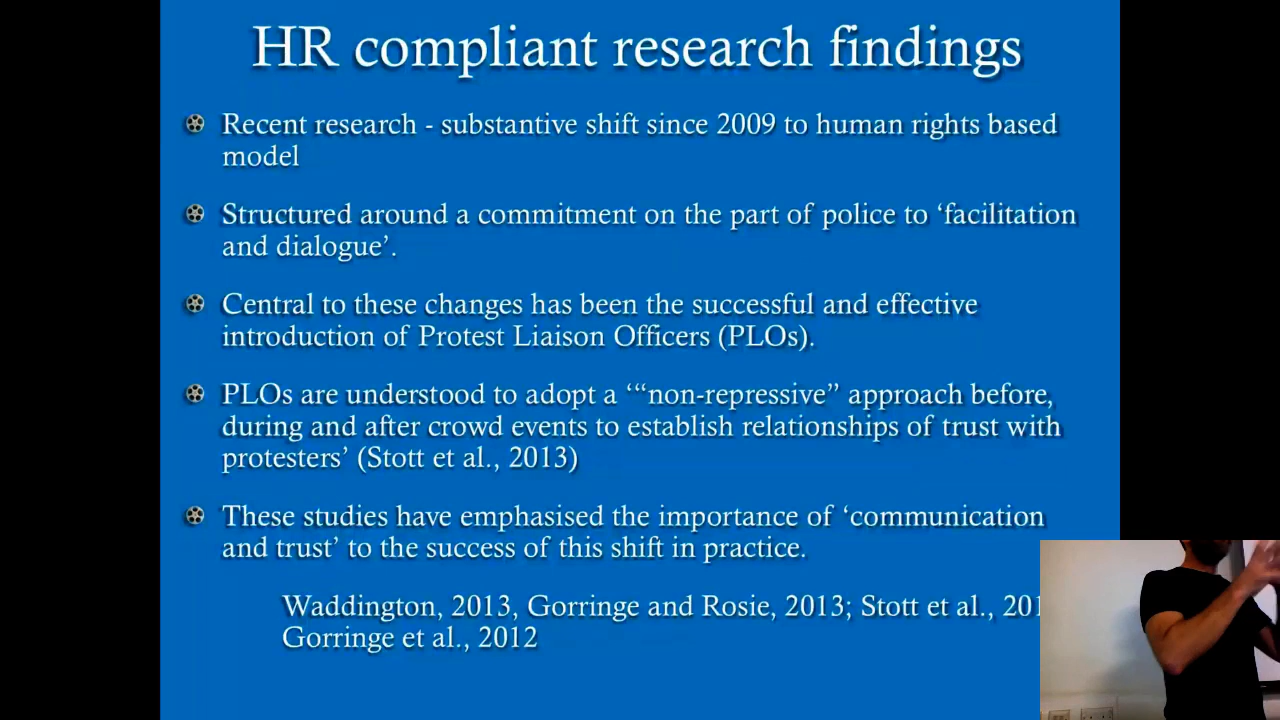 HR compliant research findings
Recent research - substantive shift since 2009 to human rights based
model
Structured around a commitment on the part of police to ‘facilitation
and dialogue’.
Central to these changes has been the successful and effective
introduction of Protest Liaison Officers (PLOs).
PLOs are understood to adopt a ‘“non-repressive” approach before,
during and after crowd events to establish relationships of trust with
protesters’ (Stott et al., 2013)
These studies have emphasised the importance of ‘communication
and trust’ to the success of this shift in practice.
Waddington, 2013, Gorringe and Rosie, 2013; Stott et al.,
Gorringe et al., 2012